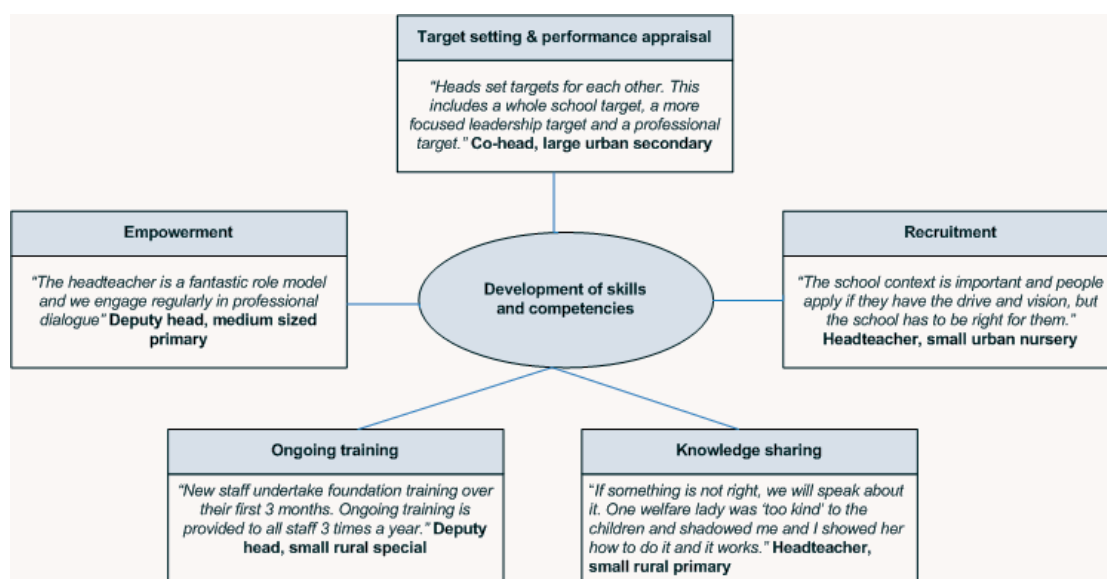 Target setting & performance appraisal
“Heads set targets for each other. This
includes a whole school target, a more
focused leadership target and a professional
target.” Co-head, large urban secondary
Empowerment
“The headteacher is a fantastic role model
and we engage regularly in professional
dialogue” Deputy head, medium sized
primary
Development of skills
and competencies
Recruitment
“The school context is important and people
apply if they have the drive and vision, but
the school has to be right for them.”
Headteacher, small urban nursery
Ongoing training
“New staff undertake foundation training over
their first 3 months. Ongoing training is
provided to all staff 3 times a year.” Deputy
head, small rural special
Knowledge sharing
“If something is not right, we will speak about
it. One welfare lady was ‘too kind’ to the
children and shadowed me and I showed her
how to do it and it works.” Headteacher,
small rural primary